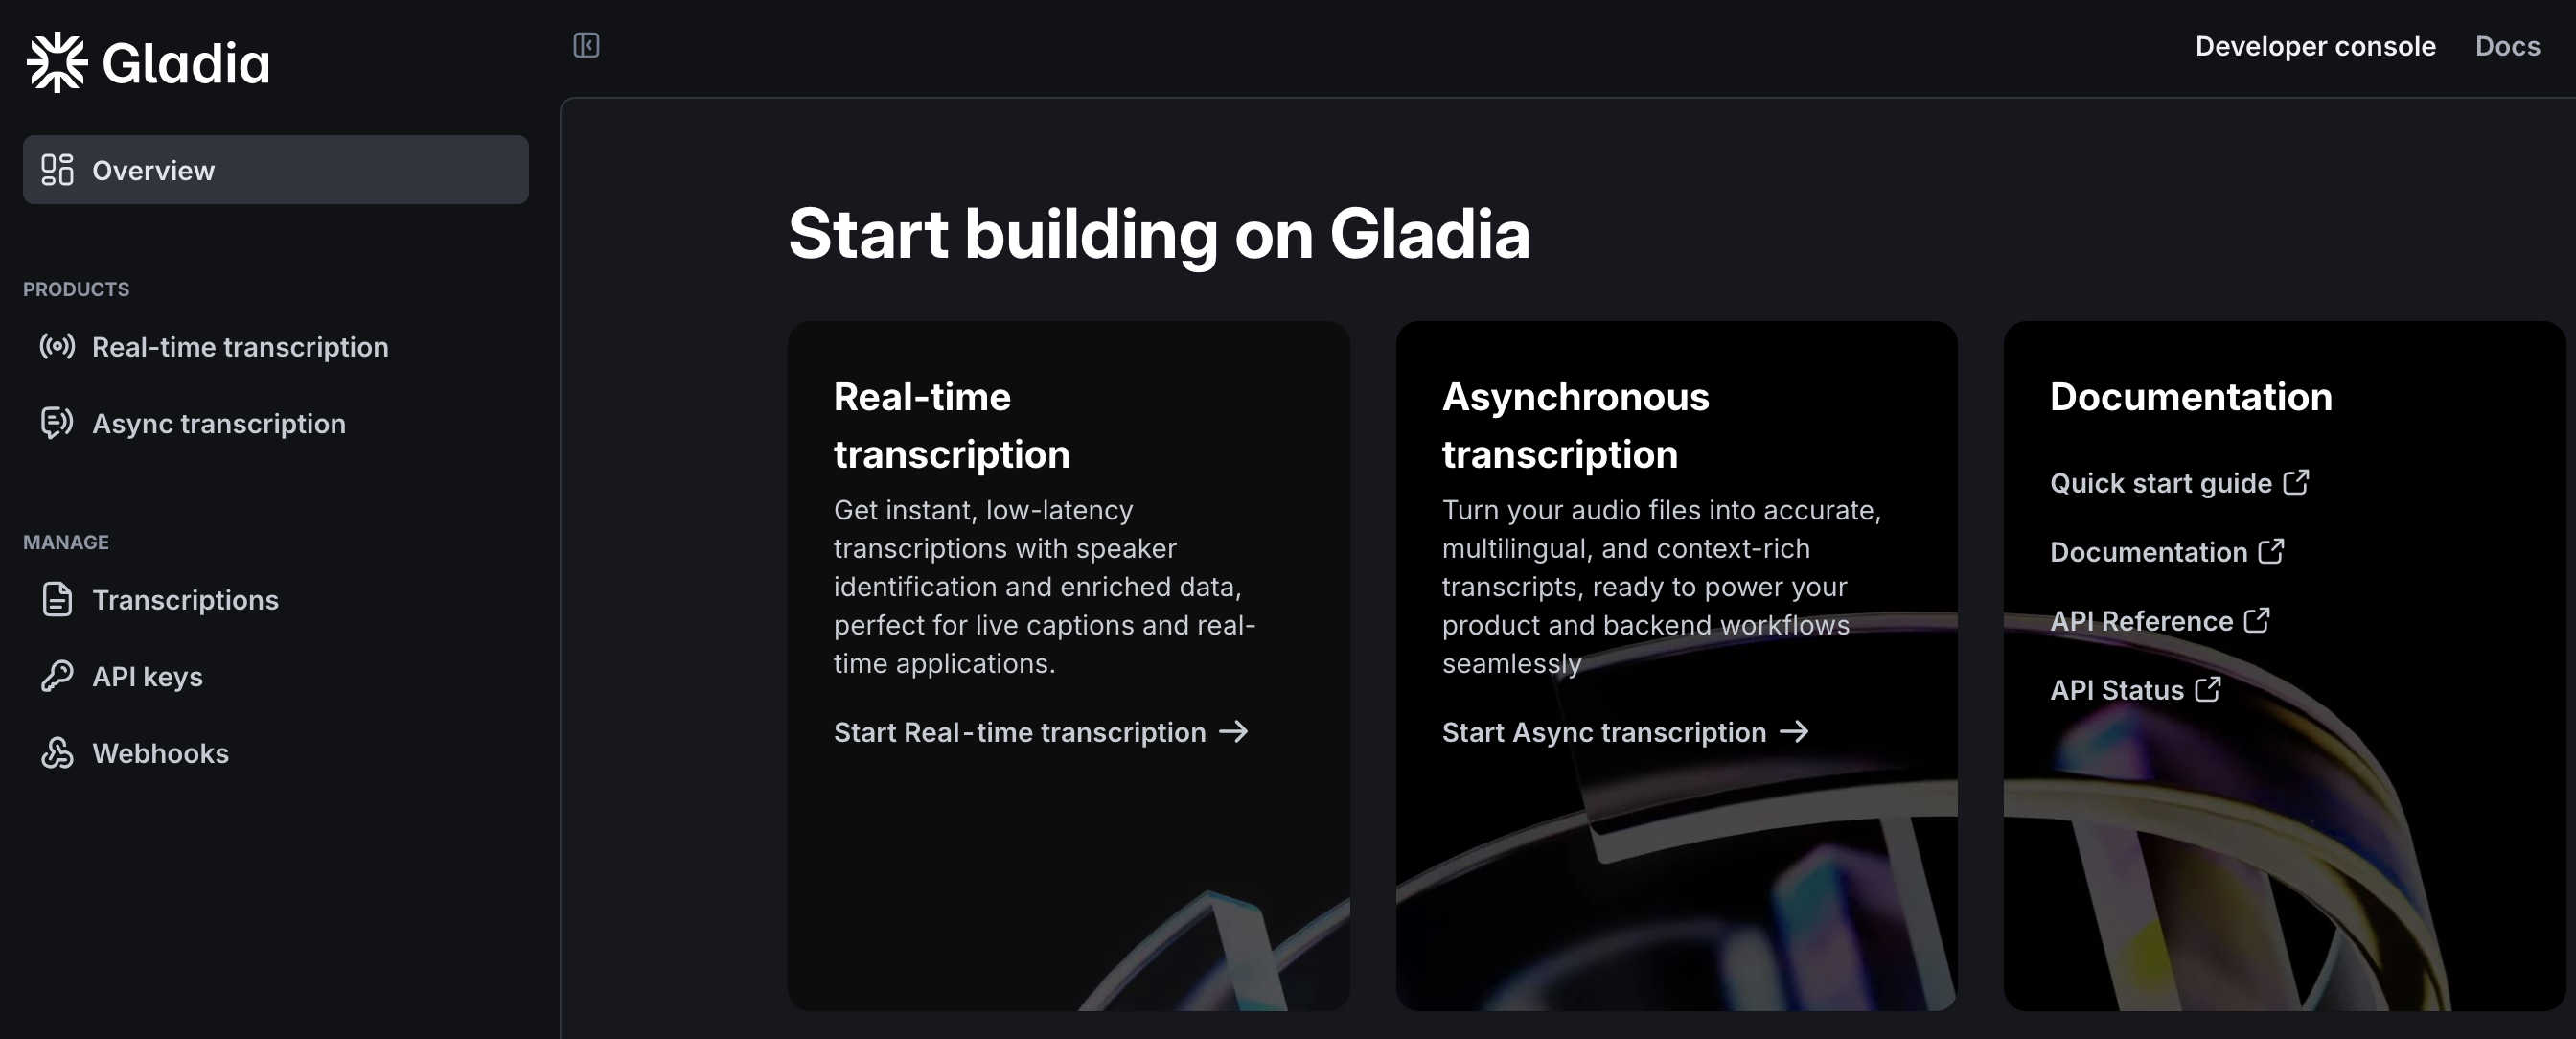 Gladia
Developer console
Docs
Overview
PRODUCTS
Real-time transcription
Async transcription
MANAGE
Transcriptions
API keys
Webhooks
Start building on Gladia
Real-time
transcription
Get instant, low-latency
transcriptions with speaker
identification and enriched data,
perfect for live captions and real-
time applications.
Start Real-time transcription
Asynchronous
transcription
Turn your audio files into accurate,
multilingual, and context-rich
transcripts, ready to power your
product and backend workflows
seamlessly
Start Async transcription
Documentation
Quick start guide
Documentation
API Reference
API Status